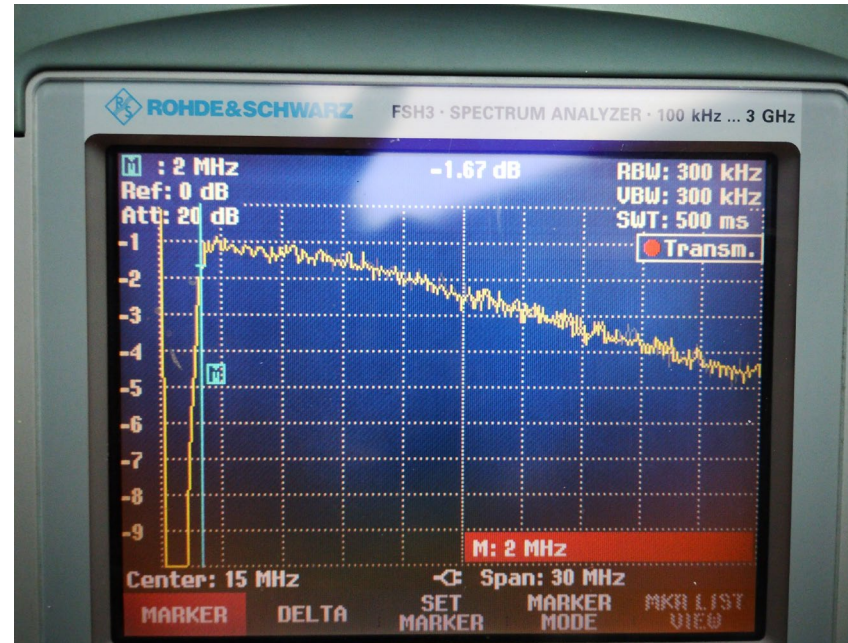 R&S ROHDE&SCHWARZ FSH3 · SPECTRUM ANALYZER · 100 kHz ... 3 GHz
M : 2 MHz -1.67 dB RBW: 300 kHz
Ref: 0 dB VBW: 300 kHz
Att: 20 dB SWT: 500 ms
Transm.
-1
-2
-3
-4
M
-5
-6
-7
-8
-9
M: 2 MHz
Center: 15 MHz Span: 30 MHz
MARKER DELTA SET MARKER MARKER MODE MKR LIST VIEW